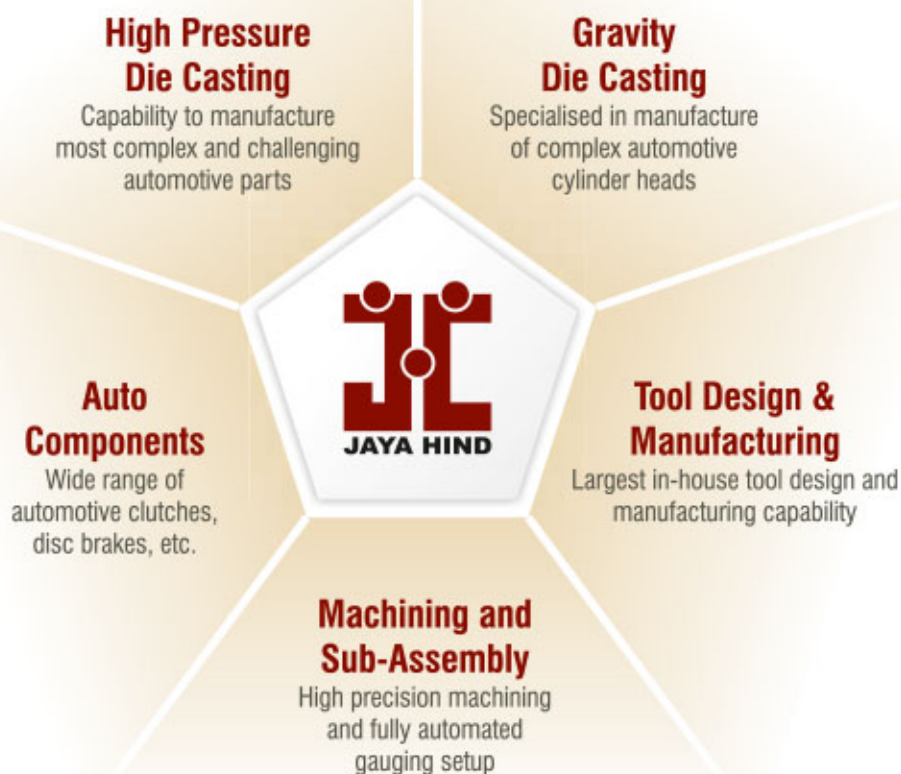 High Pressure
Die Casting
Capability to manufacture
most complex and challenging
automotive parts
Gravity
Die Casting
Specialised in manufacture
of complex automotive
cylinder heads
JAYA HIND
Auto
Components
Wide range of
automotive clutches,
disc brakes, etc.
Tool Design &
Manufacturing
Largest in-house tool design and
manufacturing capability
Machining and
Sub-Assembly
High precision machining
and fully automated
gauging setup